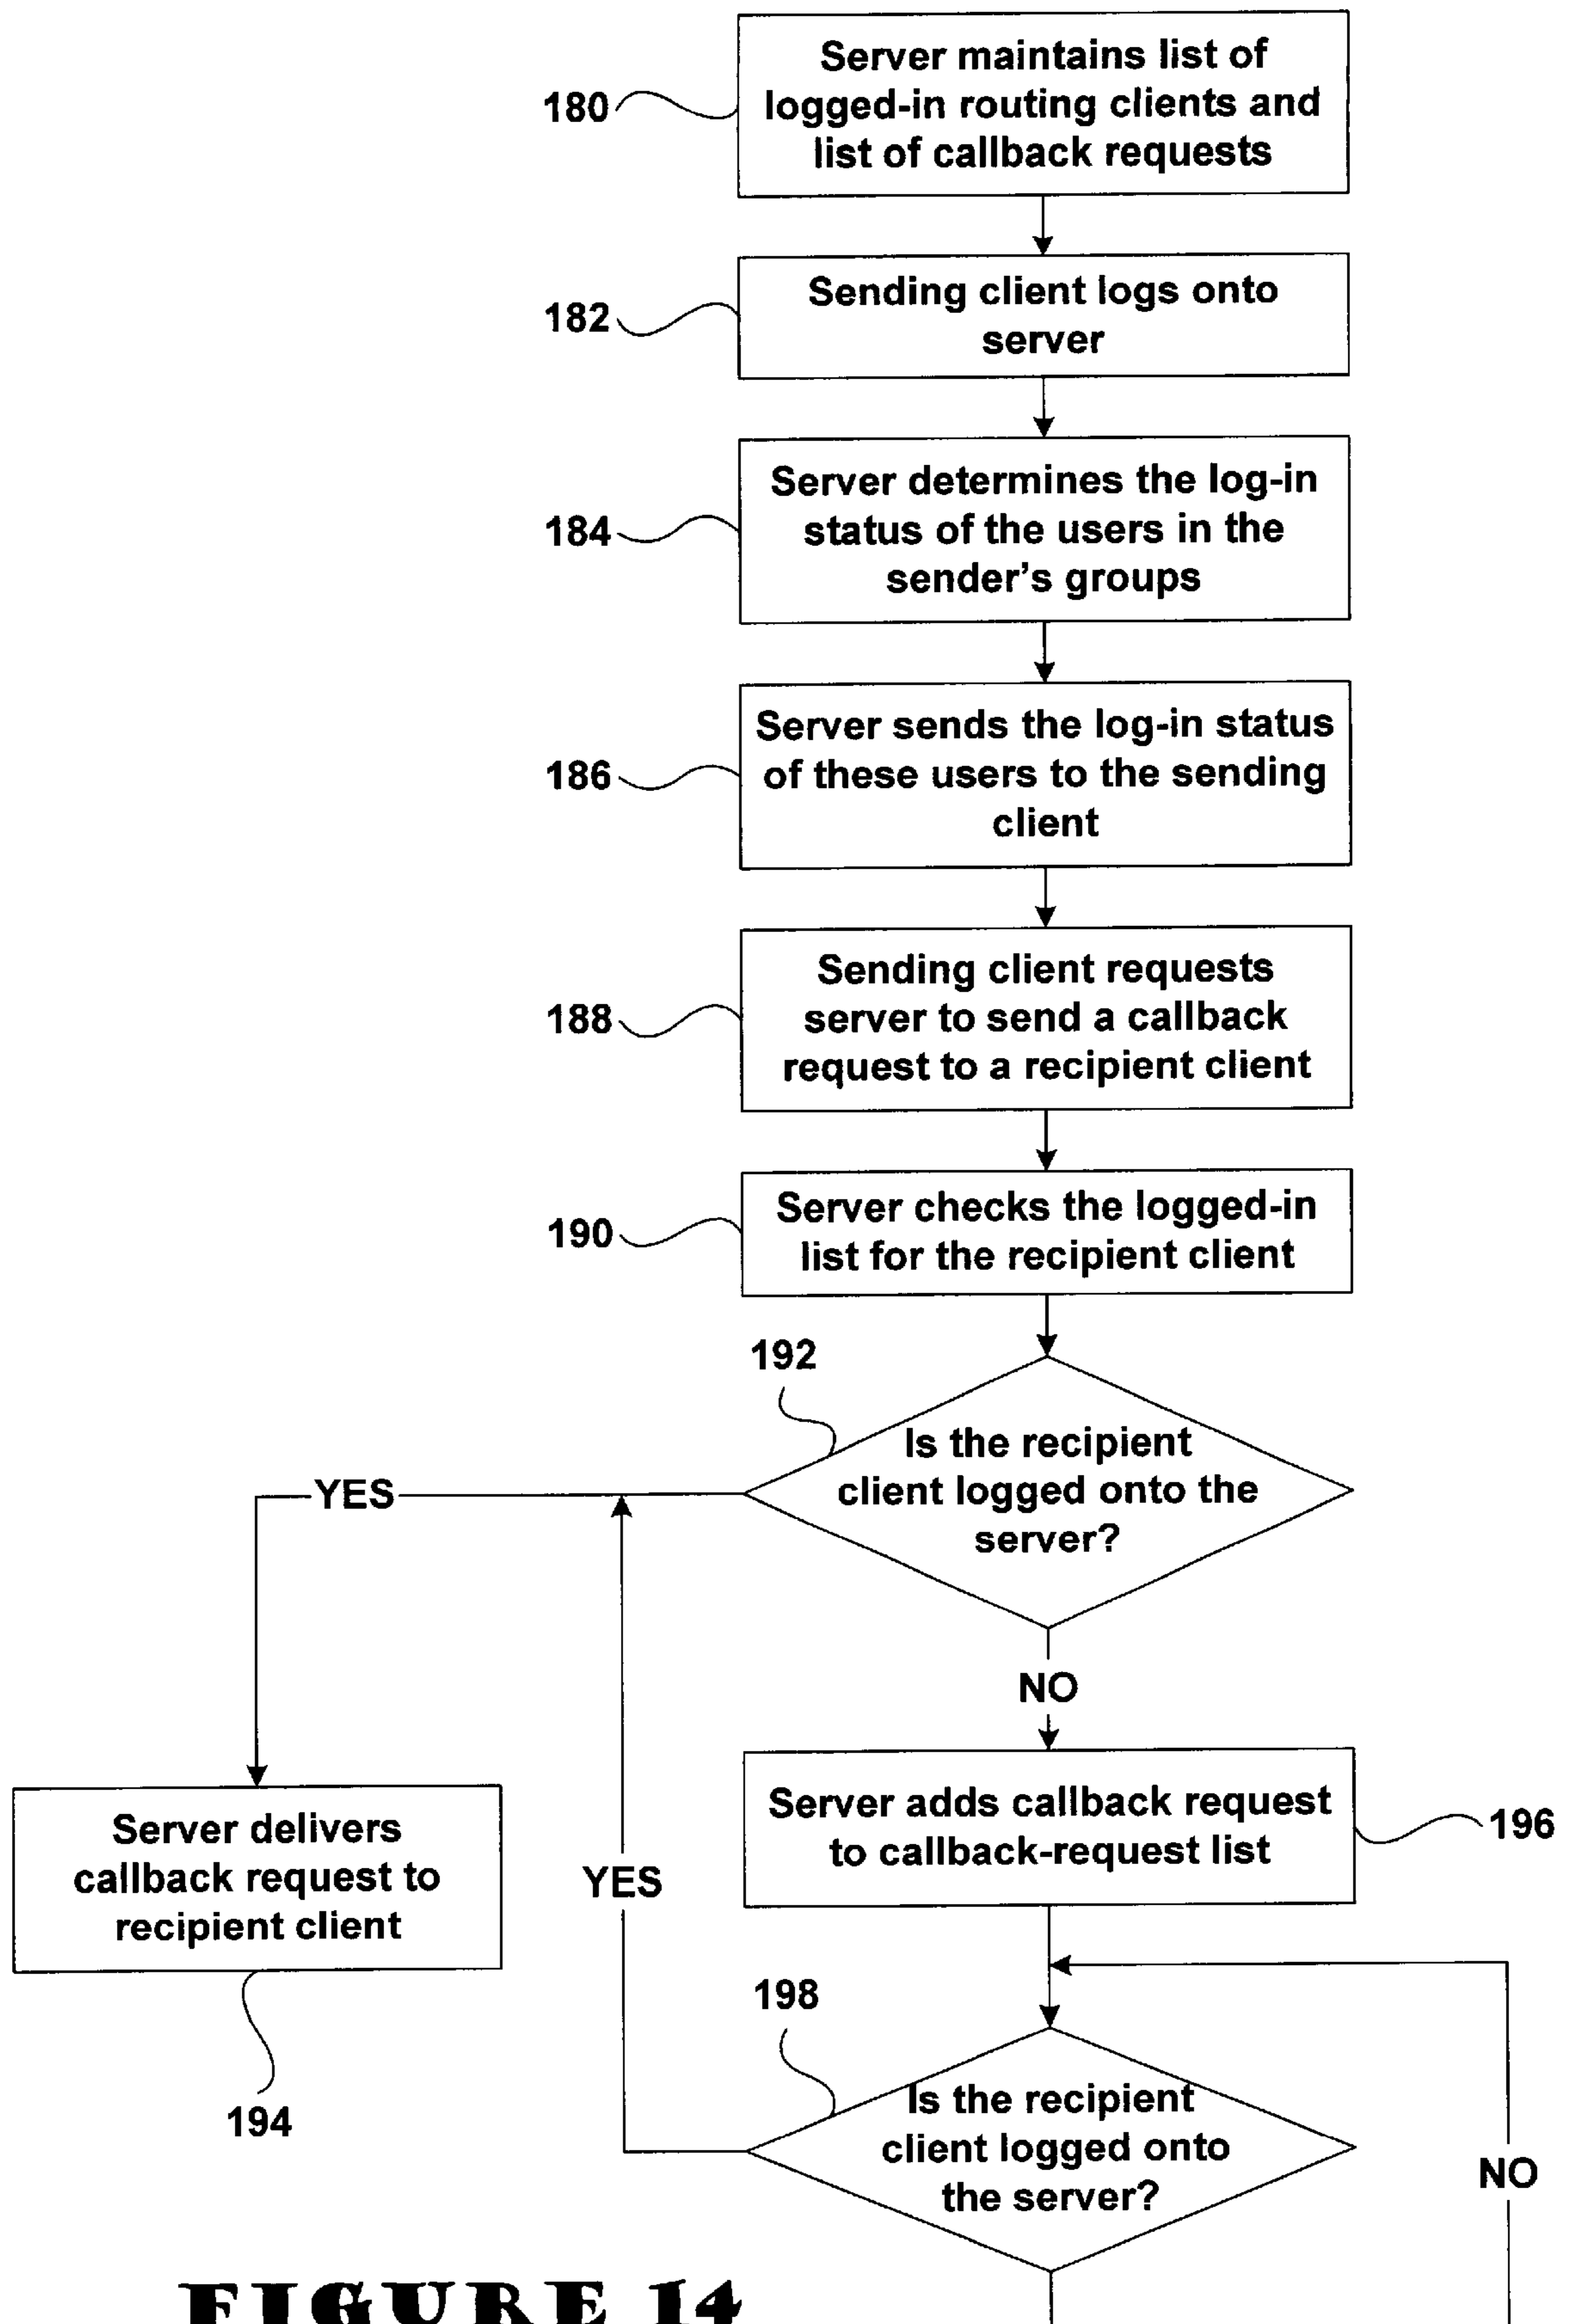 Server maintains list of
logged-in routing clients and
list of callback requests
180
Sending client logs onto
server
182
Server determines the log-in
status of the users in the
sender's groups
184
Server sends the log-in status
of these users to the sending
client
186
Sending client requests
server to send a callback
request to a recipient client
188
Server checks the logged-in
list for the recipient client
190
192
Is the recipient
client logged onto the
server?
YES
NO
Server adds callback request
to callback-request list
196
Server delivers
callback request to
recipient client
194
YES
198
Is the recipient
client logged onto
the server?
NO
FIGURE 14